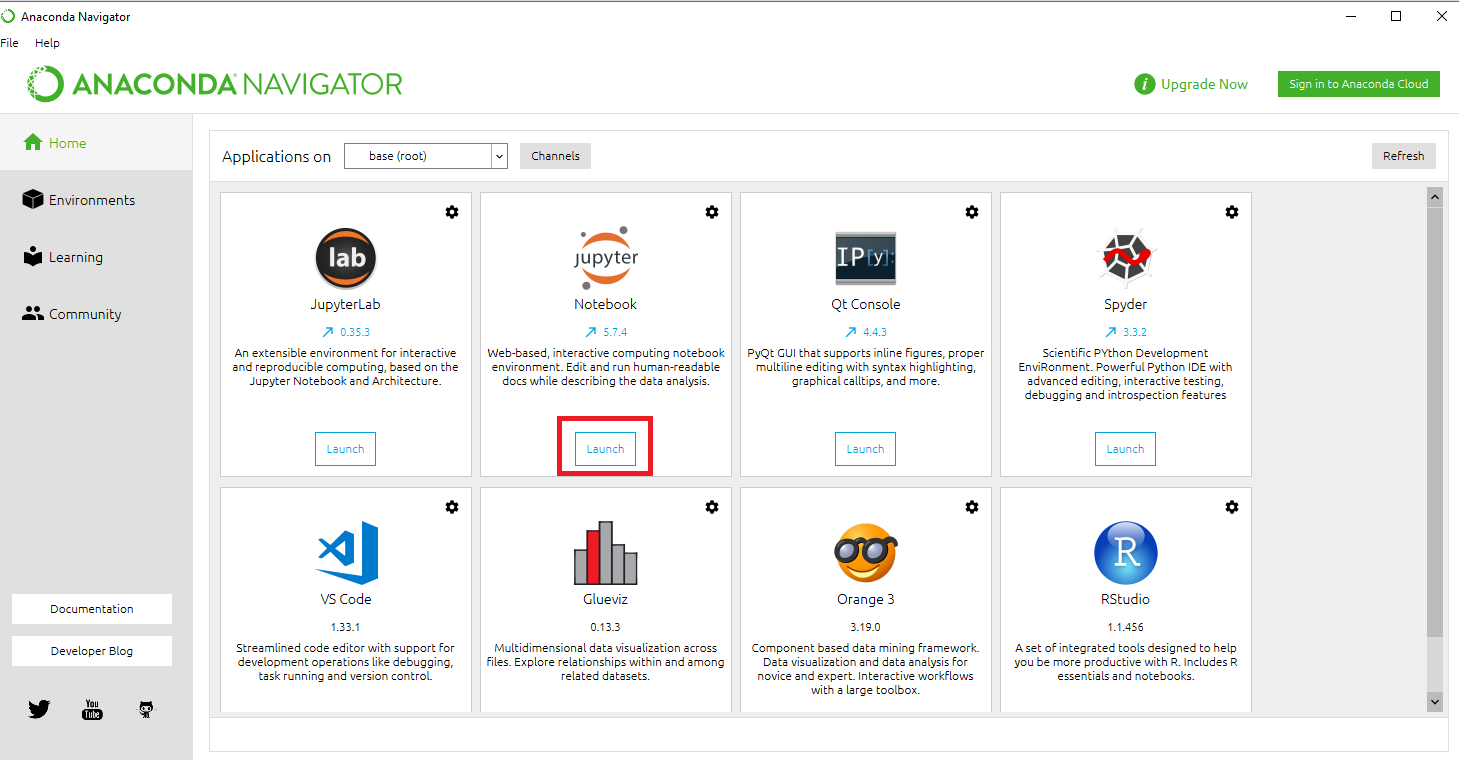 Anaconda Navigator
File Help
ANACONDA NAVIGATOR
i Upgrade Now
Sign in to Anaconda Cloud
Home
Environments
Learning
Community
Documentation
Developer Blog
You
Tube
Applications on base (root) Channels Refresh
lab
JupyterLab
0.35.3
An extensible environment for interactive
and reproducible computing, based on the
Jupyter Notebook and Architecture.
Launch
jupyter
Notebook
5.7.4
Web-based, interactive computing notebook
environment. Edit and run human-readable
docs while describing the data analysis.
Launch
IP[y]:
Qt Console
4.4.3
PyQt GUI that supports inline figures, proper
multiline editing with syntax highlighting,
graphical calltips, and more.
Launch
Spyder
3.3.2
Scientific PYthon Development
EnviRonment. Powerful Python IDE with
advanced editing, interactive testing,
debugging and introspection features
Launch
VS Code
1.33.1
Streamlined code editor with support for
development operations like debugging,
task running and version control.
Glueviz
0.13.3
Multidimensional data visualization across
files. Explore relationships within and among
related datasets.
Orange 3
3.19.0
Component based data mining framework.
Data visualization and data analysis for
novice and expert. Interactive workflows
with a large toolbox.
R
RStudio
1.1.456
A set of integrated tools designed to help
you be more productive with R. Includes R
essentials and notebooks.